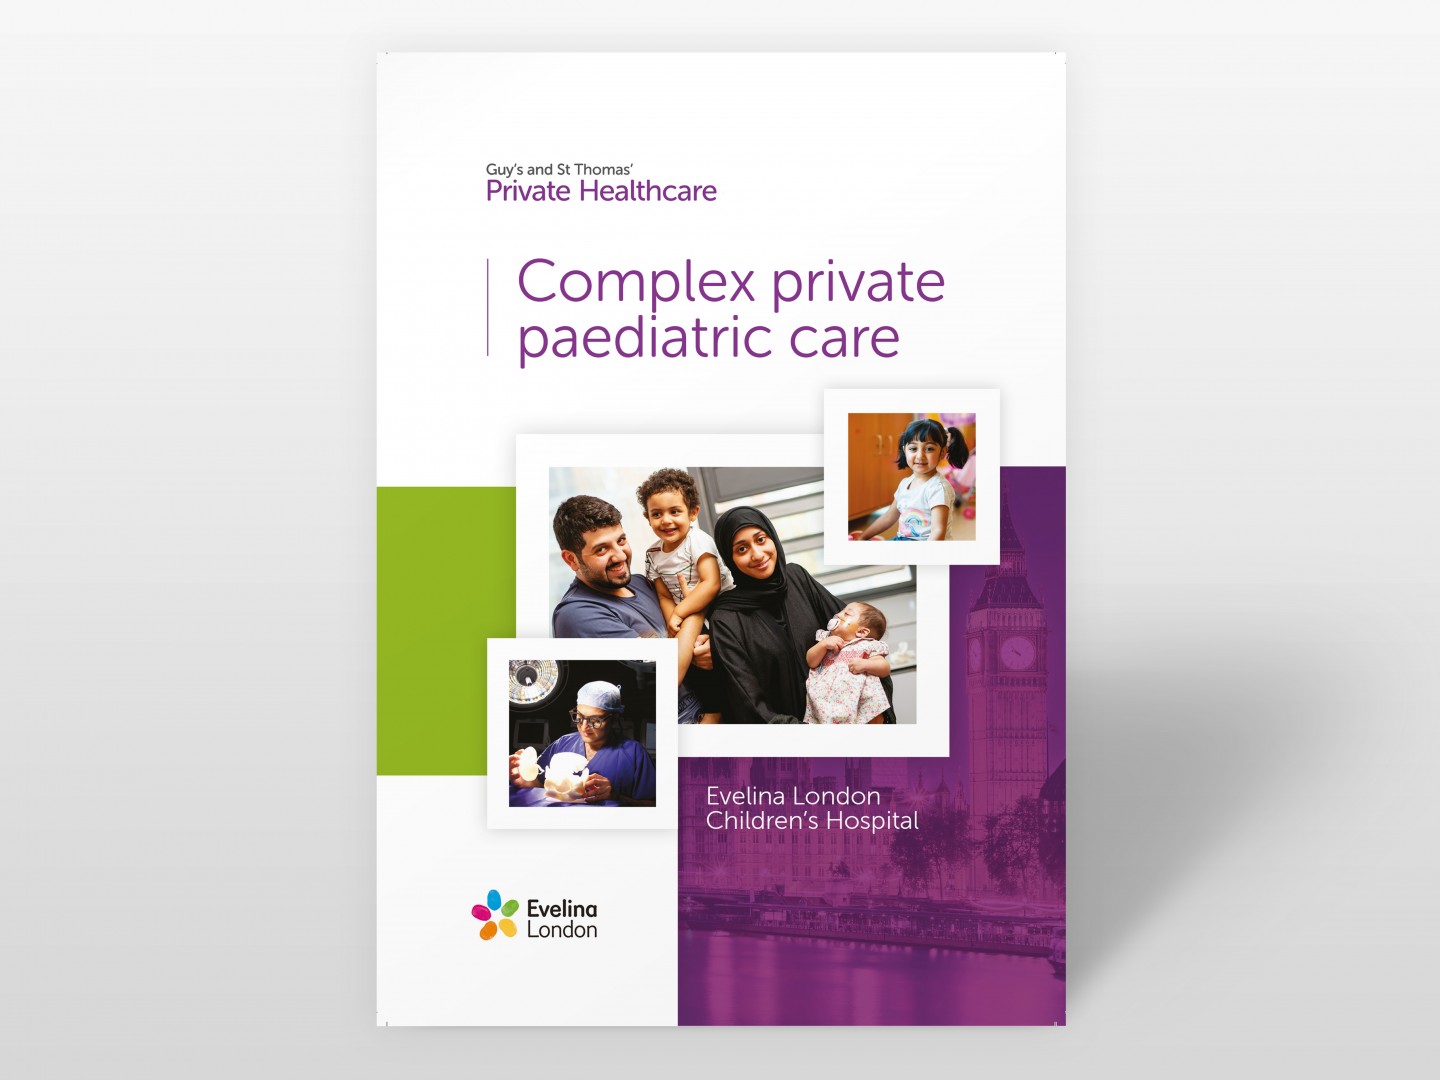 Guy's and St Thomas'
Private Healthcare
Complex private
paediatric care
Evelina London
Children's Hospital
Evelina
London